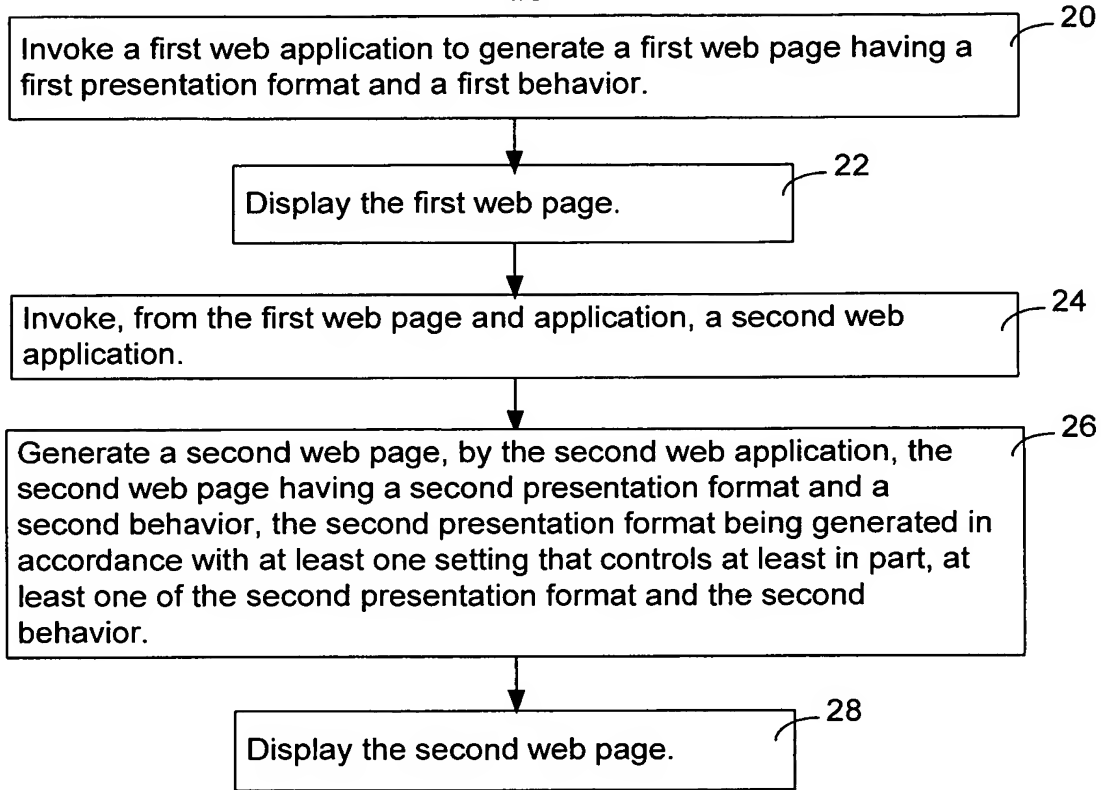 20
Invoke a first web application to generate a first web page having a
first presentation format and a first behavior.
22
Display the first web page.
24
Invoke, from the first web page and application, a second web
application.
26
Generate a second web page, by the second web application, the
second web page having a second presentation format and a
second behavior, the second presentation format being generated in
accordance with at least one setting that controls at least in part, at
least one of the second presentation format and the second
behavior.
28
Display the second web page.